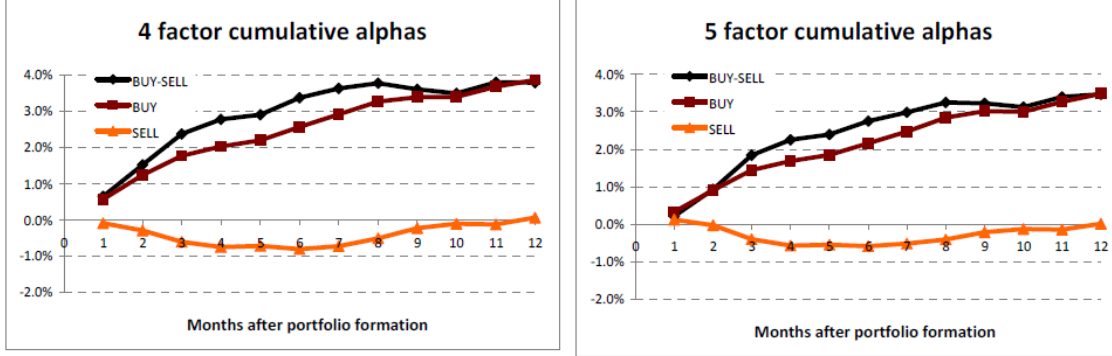 4 factor cumulative alphas
4.0%
3.0%
2.0%
1.0%
0.0%
-1.0%
-2.0%
BUY-SELL
BUY
SELL
0 1 2 3 4 5 6 7 8 9 10 11 12
Months after portfolio formation
5 factor cumulative alphas
4.0%
3.0%
2.0%
1.0%
0.0%
-1.0%
-2.0%
BUY-SELL
BUY
SELL
0 1 2 3 4 5 6 7 8 9 10 11 12
Months after portfolio formation